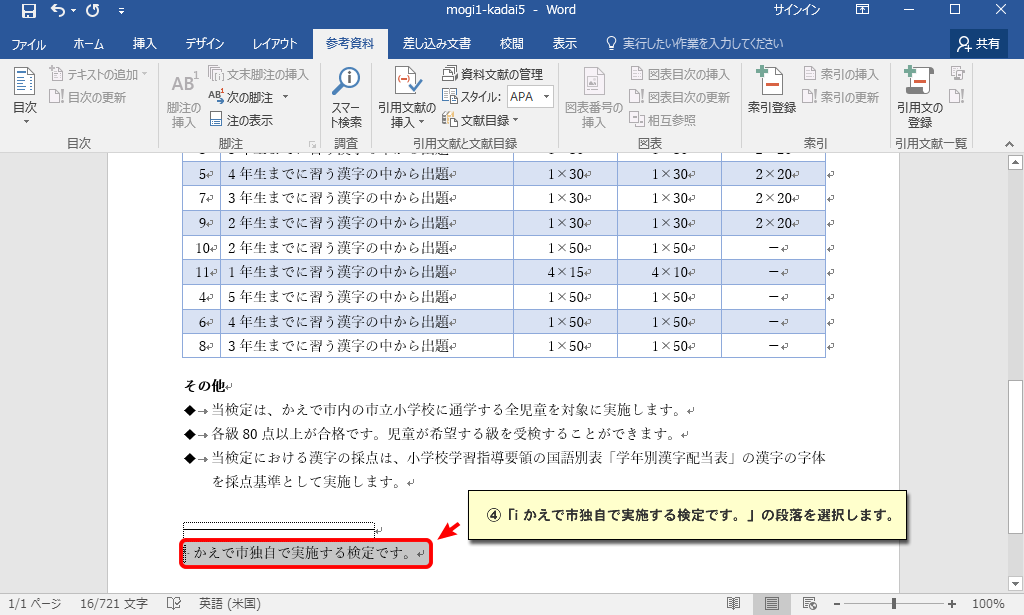 mogi1-kadai5 - Word
サインイン
ファイル ホーム 挿入 デザイン レイアウト 参考資料 差し込み文書 校閲 表示 実行したい作業を入力してください 共有
目次
テキストの追加
目次の更新
目次
AB1
脚注の挿入
文末脚注の挿入
次の脚注
注の表示
脚注
スマート検索
調査
引用文献の挿入
資料文献の管理
スタイル: APA
文献目録
引用文献と文献目録
図表番号の挿入
図表目次の挿入
図表目次の更新
相互参照
図表
索引登録
索引の挿入
索引の更新
索引
引用文の登録
引用文献一覧
5 4年生までに習う漢字の中から出題 1×30 1×30 2×20
7 3年生までに習う漢字の中から出題 1×30 1×30 2×20
9 2年生までに習う漢字の中から出題 1×30 1×30 2×20
10 2年生までに習う漢字の中から出題 1×50 1×50 －
11 1年生までに習う漢字の中から出題 4×15 4×10 －
4 5年生までに習う漢字の中から出題 1×50 1×50 －
6 4年生までに習う漢字の中から出題 1×50 1×50 －
8 3年生までに習う漢字の中から出題 1×50 1×50 －
その他
◆ 当検定は、かえで市内の市立小学校に通学する全児童を対象に実施します。
◆ 各級80点以上が合格です。児童が希望する級を受検することができます。
◆ 当検定における漢字の採点は、小学校学習指導要領の国語別表「学年別漢字配当表」の漢字の字体
を採点基準として実施します。
④「i かえで市独自で実施する検定です。」の段落を選択します。
i かえで市独自で実施する検定です。
1/1 ページ 16/721 文字 英語 (米国) 100%